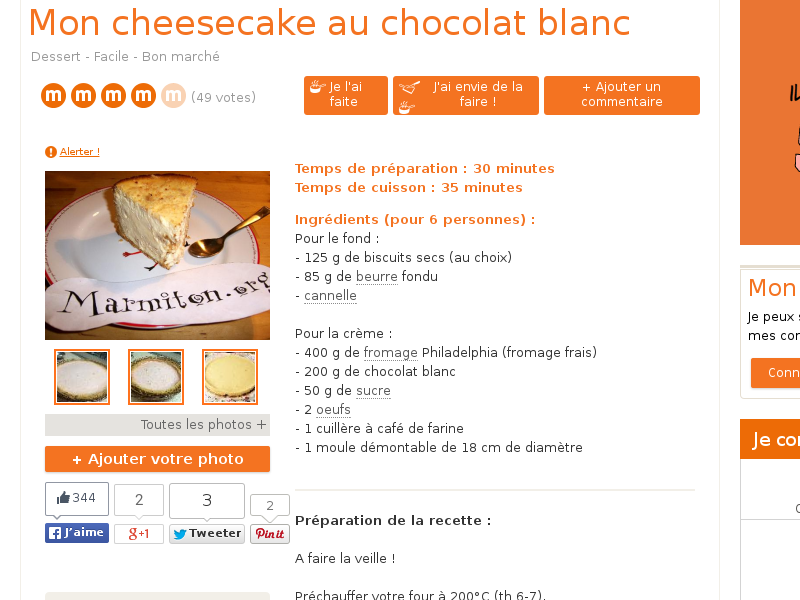 Mon cheesecake au chocolat blanc
Dessert - Facile - Bon marché
m m m m m (49 votes)
Je l'ai faite
J'ai envie de la faire !
+ Ajouter un commentaire
Alerter !
Marmiton.org
Toutes les photos +
+ Ajouter votre photo
344
2
3
2
J'aime
g+1
Tweeter
Pinit
Temps de préparation : 30 minutes
Temps de cuisson : 35 minutes
Ingrédients (pour 6 personnes) :
Pour le fond :
- 125 g de biscuits secs (au choix)
- 85 g de beurre fondu
- cannelle
Pour la crème :
- 400 g de fromage Philadelphia (fromage frais)
- 200 g de chocolat blanc
- 50 g de sucre
- 2 oeufs
- 1 cuillère à café de farine
- 1 moule démontable de 18 cm de diamètre
Préparation de la recette :
A faire la veille !
Préchauffer votre four à 200°C (th 6-7).
Mon
Je peux
mes
Je